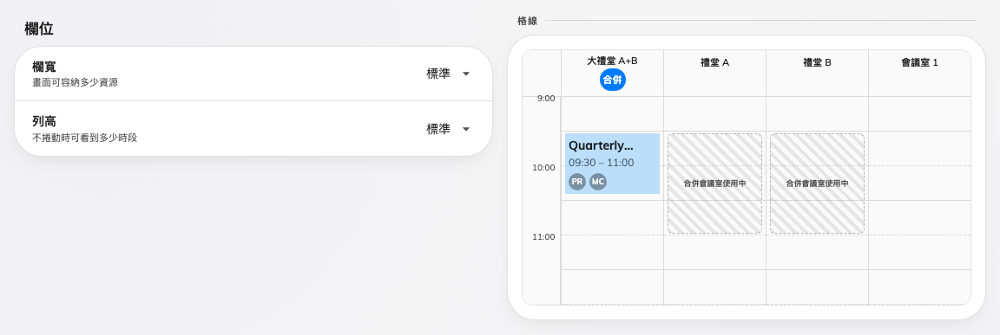 欄位
欄寬
畫面可容納多少資源
標準
列高
不捲動時可看到多少時段
標準
格線
大禮堂 A+B
合併
禮堂 A
禮堂 B
會議室 1
9:00
Quarterly...
09:30 – 11:00
PR
MC
合併會議室使用中
合併會議室使用中
10:00
11:00